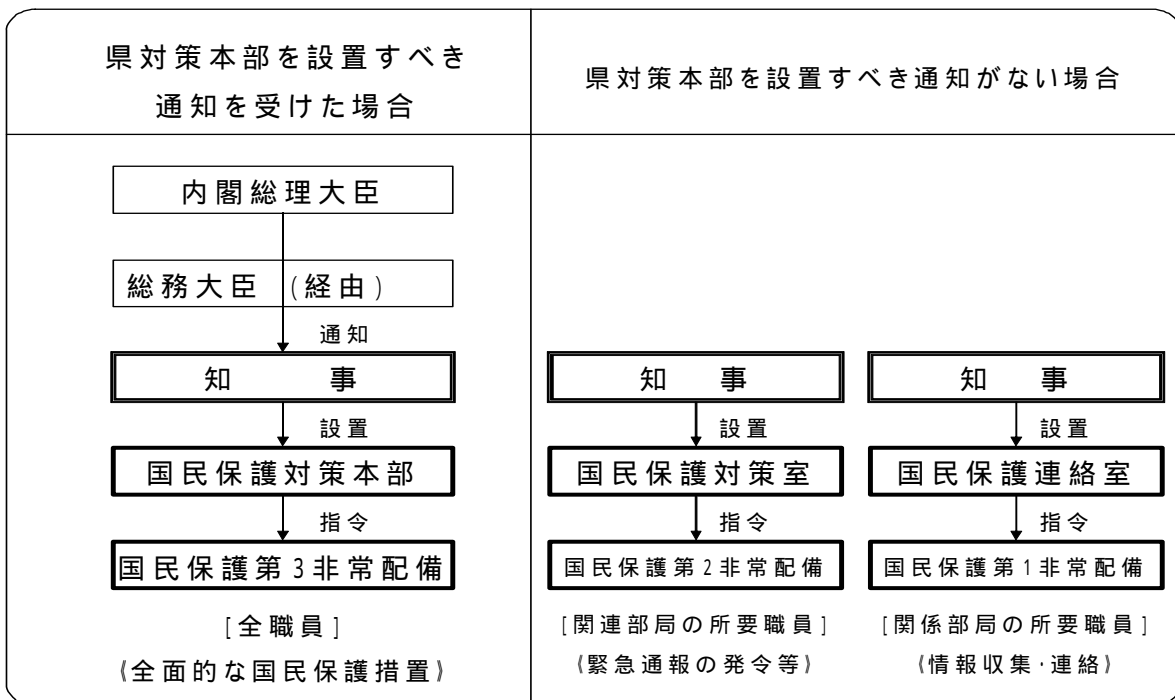 県対策本部を設置すべき
通知を受けた場合
県対策本部を設置すべき通知がない場合
内閣総理大臣
総務大臣 (経由)
通知
知 事
設置
国民保護対策本部
指令
国民保護第3非常配備
[全職員]
《全面的な国民保護措置》
知 事
設置
国民保護対策室
指令
国民保護第2非常配備
[関連部局の所要職員]
《緊急通報の発令等》
知 事
設置
国民保護連絡室
指令
国民保護第1非常配備
[関係部局の所要職員]
《情報収集・連絡》